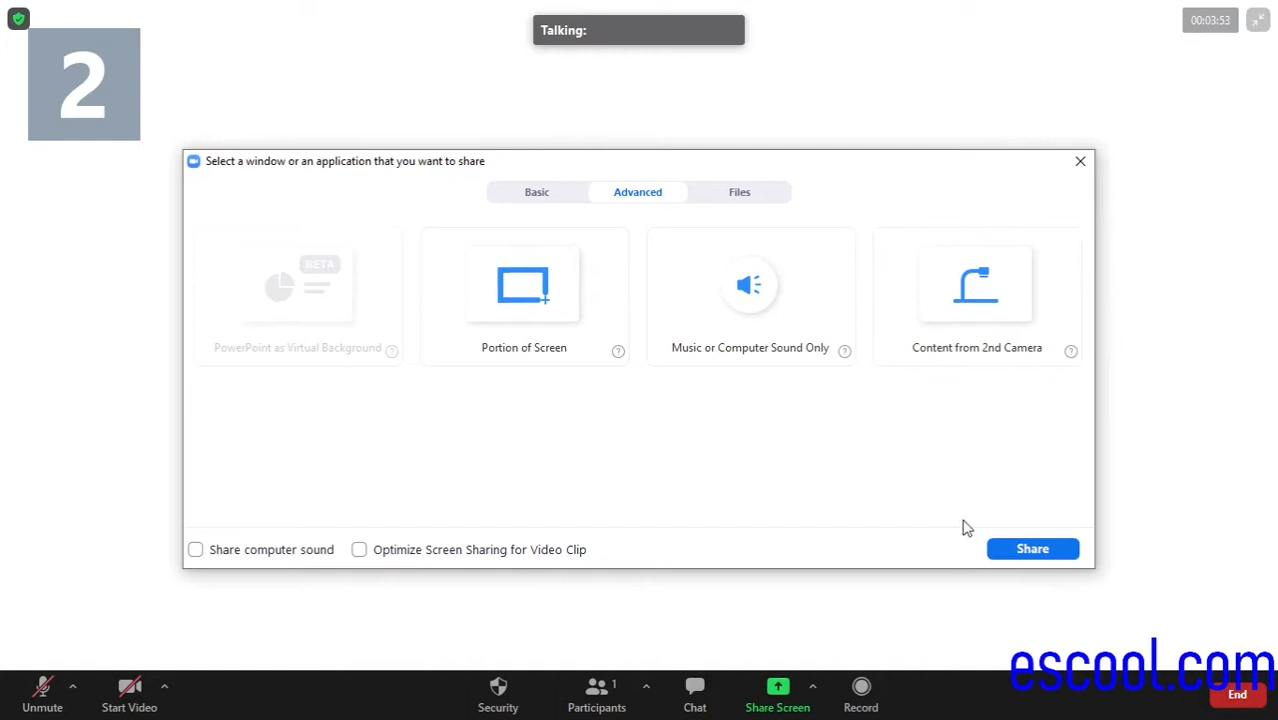 Talking:
00:03:53
2
Select a window or an application that you want to share
Basic
Advanced
Files
BETA
PowerPoint as Virtual Background
?
Portion of Screen
?
Music or Computer Sound Only
?
Content from 2nd Camera
?
Share computer sound
Optimize Screen Sharing for Video Clip
Share
escool.com
Unmute
Start Video
Security
1
Participants
Chat
Share Screen
Record
End